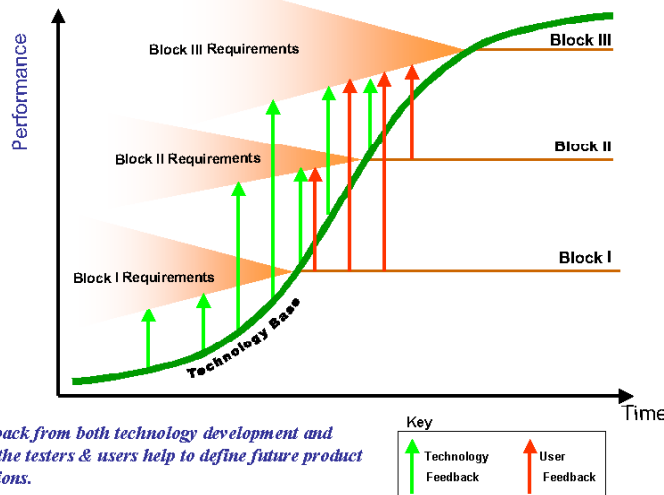 Performance
Block III Requirements
Block III
Block II Requirements
Block II
Block I Requirements
Block I
Technology Base
Time
back from both technology development and
the testers & users help to define future product
Key
Technology
Feedback
User
Feedback